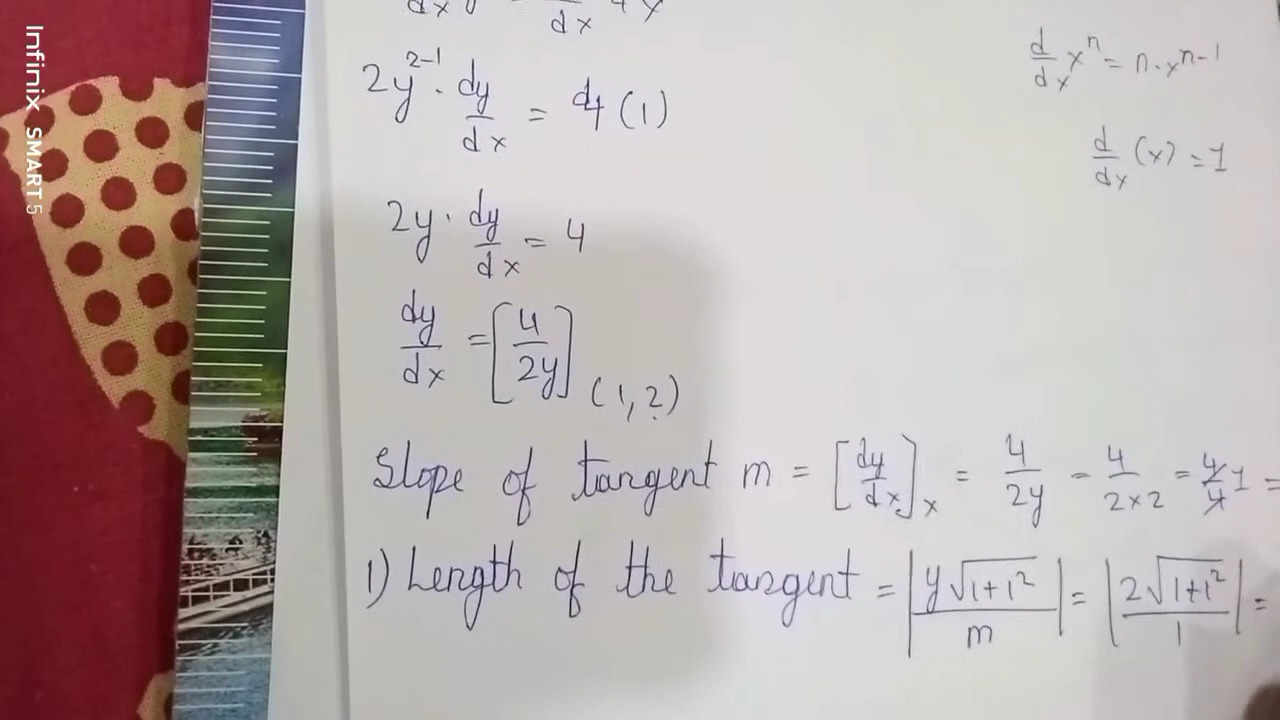 Infinix SMART 5
d/dx x^n = n·x^(n-1)
d/dx (x) = 1
2y^(2-1) · dy/dx = 4 (1)
2y · dy/dx = 4
dy/dx = [4/2y] (1, 2)
Slope of tangent m = [dy/dx]x = 4/2y = 4/2×2 = 4/4 1 =
1) Length of the tangent = |y√1+1²/m| = |2√1+1²/1| =